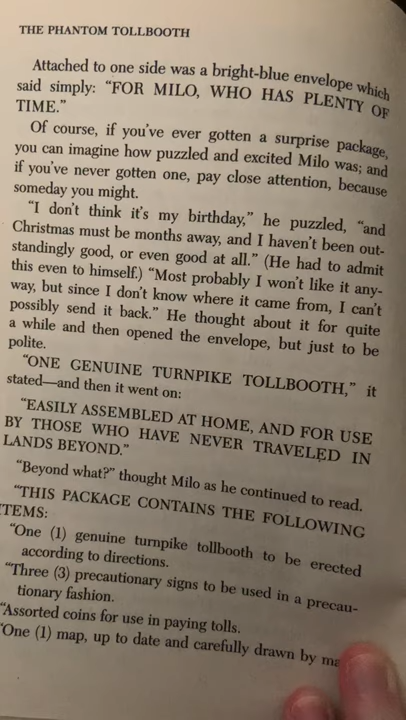 THE PHANTOM TOLLBOOTH
Attached to one side was a bright-blue envelope which
said simply: “FOR MILO, WHO HAS PLENTY OF
TIME.”
Of course, if you’ve ever gotten a surprise package,
you can imagine how puzzled and excited Milo was; and
if you’ve never gotten one, pay close attention, because
someday you might.
“I don’t think it’s my birthday,” he puzzled, “and
Christmas must be months away, and I haven’t been out-
standingly good, or even good at all.” (He had to admit
this even to himself.) “Most probably I won’t like it any-
way, but since I don’t know where it came from, I can’t
possibly send it back.” He thought about it for quite
a while and then opened the envelope, but just to be
polite.
“ONE GENUINE TURNPIKE TOLLBOOTH,” it
stated—and then it went on:
“EASILY ASSEMBLED AT HOME, AND FOR USE
BY THOSE WHO HAVE NEVER TRAVELED IN
LANDS BEYOND.”
“Beyond what?” thought Milo as he continued to read.
“THIS PACKAGE CONTAINS THE FOLLOWING
TEMS:
“One (1) genuine turnpike tollbooth to be erected
according to directions.
“Three (3) precautionary signs to be used in a precau-
tionary fashion.
“Assorted coins for use in paying tolls.
“One (1) map, up to date and carefully drawn by